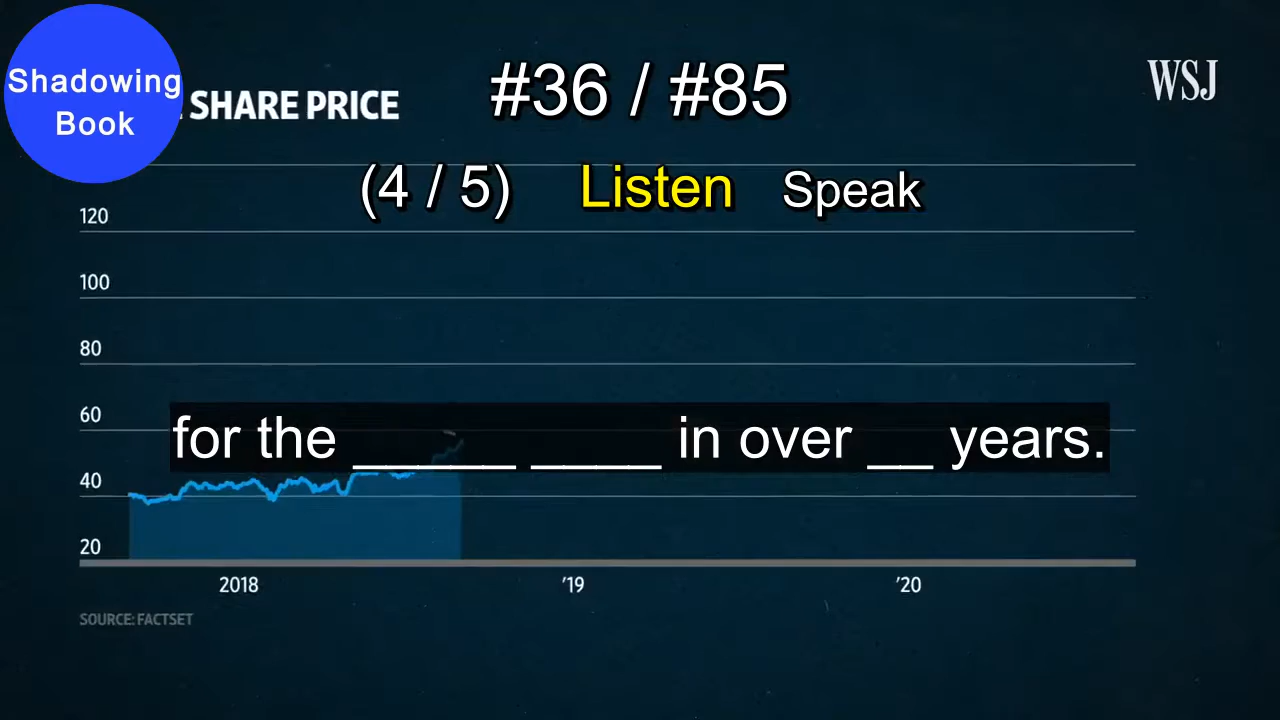 Shadowing
Book
SHARE PRICE
#36 / #85
WSJ
(4 / 5) Listen Speak
120
100
80
60
for the _____ ____ in over __ years.
40
20
2018 '19 '20
SOURCE: FACTSET